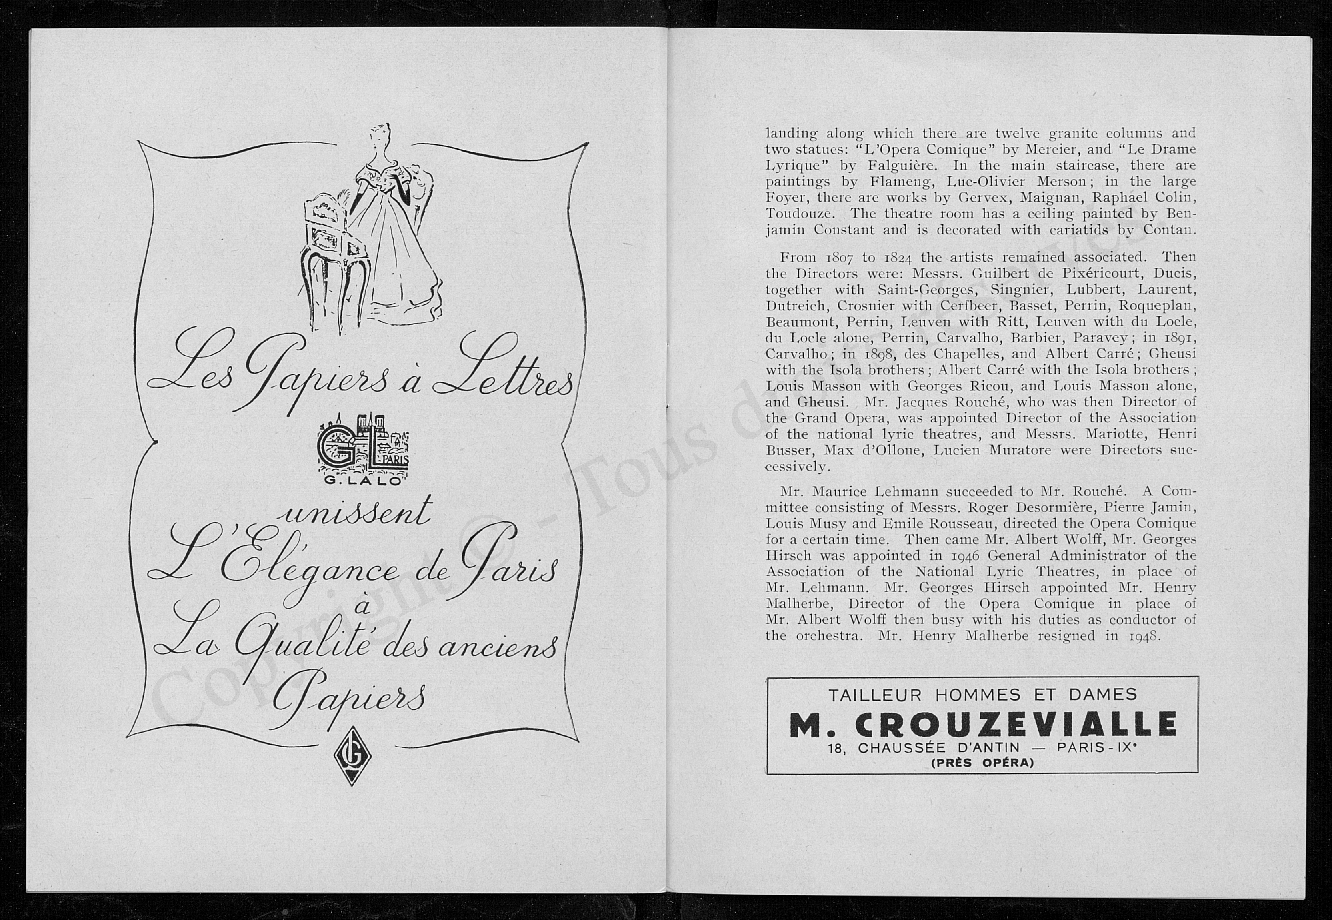 Les Papiers à Lettres
GL
PARIS
G. LALO
unissent
L'Élégance de Paris
à
La Qualité des anciens
Papiers
GL
landing along which there are twelve granite columns and
two statues: "L'Opera Comique" by Mercier, and "Le Drame
Lyrique" by Falguière. In the main staircase, there are
paintings by Flameng, Luc-Olivier Merson; in the large
Foyer, there are works by Gervex, Maignan, Raphaël Colin,
Toudouze. The theatre room has a ceiling painted by Ben-
jamin Constant and is decorated with cariatids by Contan.
From 1807 to 1824 the artists remained associated. Then
the Directors were: Messrs. Guilbert de Pixéricourt, Ducis,
together with Saint-Georges, Singnier, Lubbert, Laurent,
Dutreich, Crosnier with Cerfbeer, Basset, Perrin, Roqueplan,
Beaumont, Perrin, Leuven with Ritt, Leuven with du Locle,
du Locle alone, Perrin, Carvalho, Barbier, Paravey; in 1891,
Carvalho; in 1898, des Chapelles, and Albert Carré; Gheusi
with the Isola brothers; Albert Carré with the Isola brothers;
Louis Masson with Georges Ricou, and Louis Masson alone,
and Gheusi. Mr. Jacques Rouché, who was then Director of
the Grand Opera, was appointed Director of the Association
of the national lyric theatres, and Messrs. Mariotte, Henri
Busser, Max d'Ollone, Lucien Muratore were Directors suc-
cessively.
Mr. Maurice Lehmann succeeded to Mr. Rouché. A Com-
mittee consisting of Messrs. Roger Desormière, Pierre Jamin,
Louis Musy and Emile Rousseau, directed the Opera Comique
for a certain time. Then came Mr. Albert Wolff, Mr. Georges
Hirsch was appointed in 1946 General Administrator of the
Association of the National Lyric Theatres, in place of
Mr. Lehmann. Mr. Georges Hirsch appointed Mr. Henry
Malherbe, Director of the Opera Comique in place of
Mr. Albert Wolff then busy with his duties as conductor of
the orchestra. Mr. Henry Malherbe resigned in 1948.
TAILLEUR HOMMES ET DAMES
M. CROUZEVIALLE
18, CHAUSSÉE D'ANTIN — PARIS-IXe
(PRÈS OPÉRA)
Copyright © - Tous droits réservés